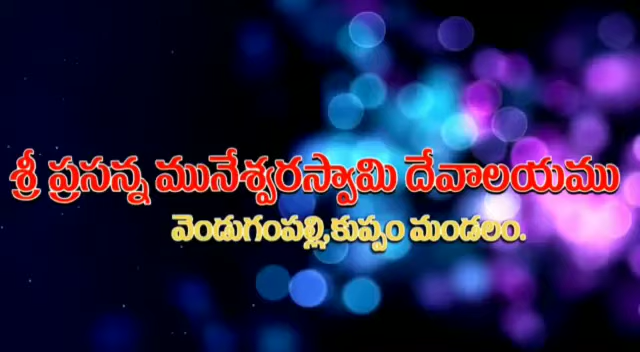 శ్రీ ప్రసన్న మునేశ్వరస్వామి దేవాలయము
వెండుగంపల్లి,కుప్పం మండలం.